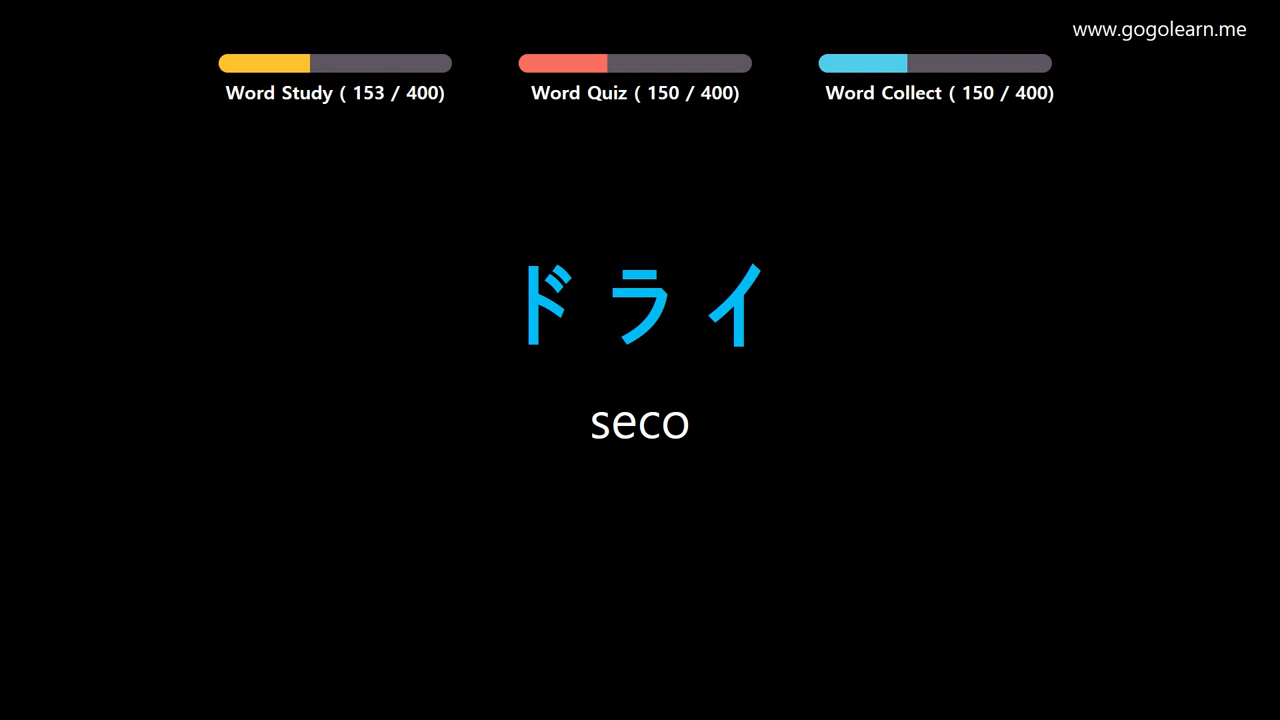 www.gogolearn.me
Word Study ( 153 / 400)
Word Quiz ( 150 / 400)
Word Collect ( 150 / 400)
ドライ
seco